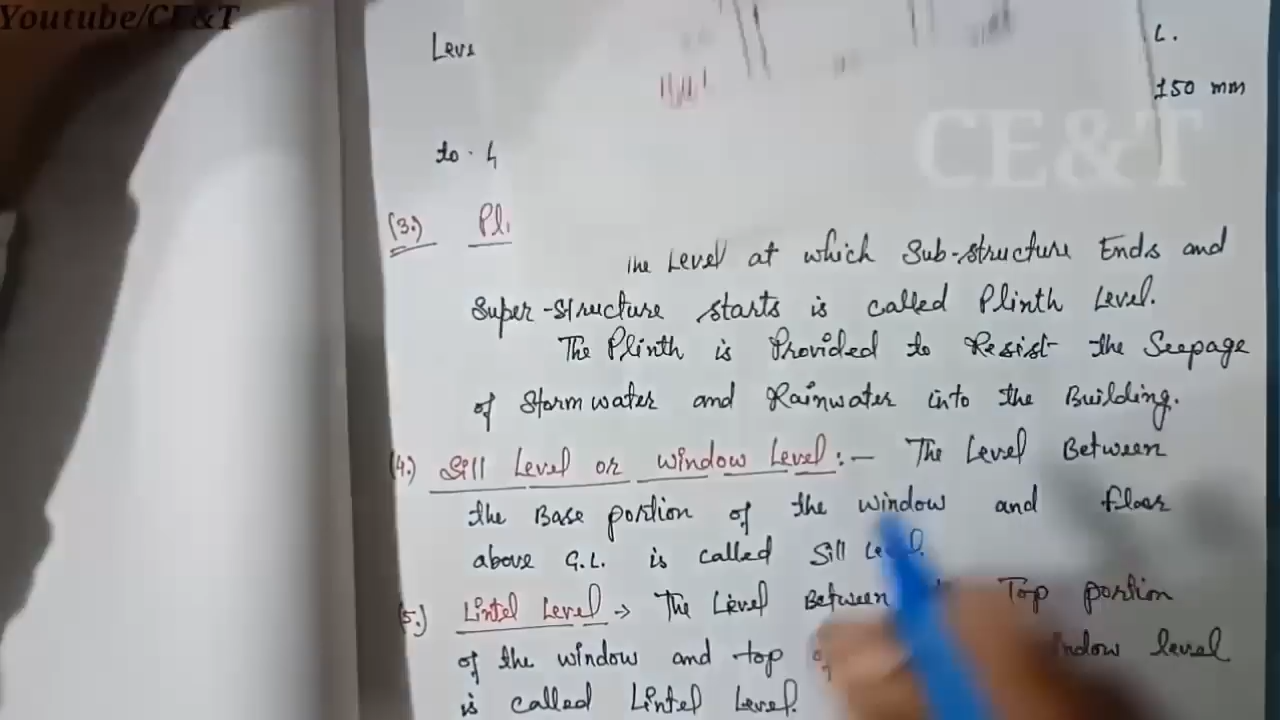 Youtube/CE&T
L.
150 mm
CE&T
to
(3.)
The Level at which Sub-structure Ends and
Super-structure starts is called Plinth Level.
The Plinth is Provided to Resist the Seepage
of Storm water and Rainwater into the Building.
(4.) Sill Level or window Level :- The Level Between
the Base portion of the window and floor
above G.L. is called Sill Level.
(5.) Lintel Level → The Level Between Top portion
of the window and top window level
is called Lintel Level.